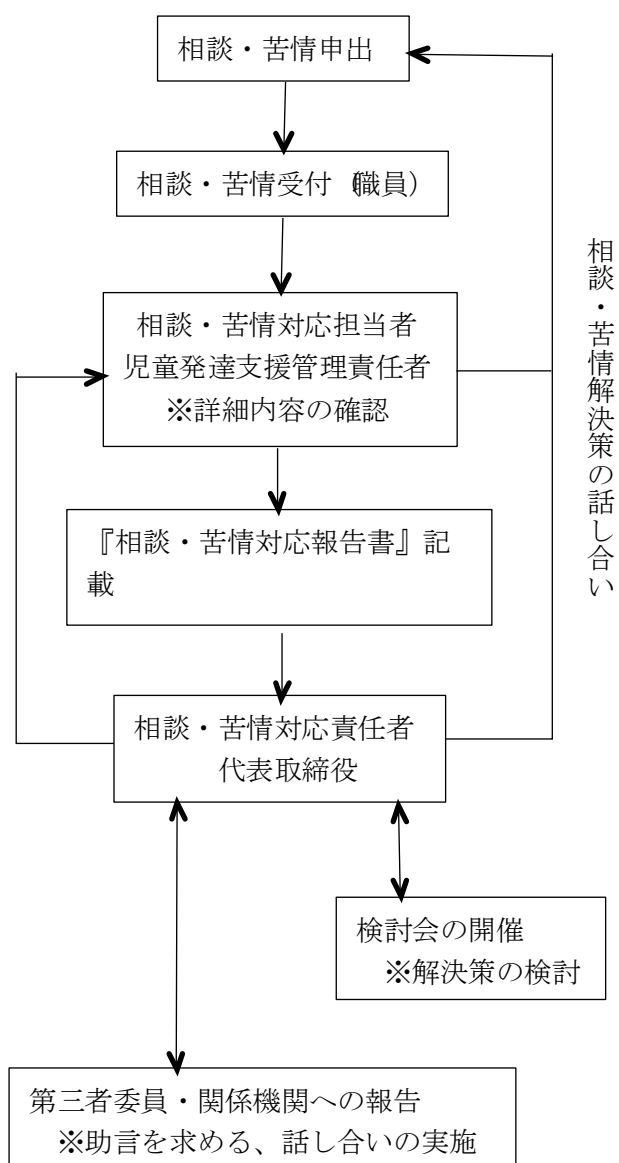 相談・苦情申出
相談・苦情受付（職員）
相談・苦情対応担当者
児童発達支援管理責任者
※詳細内容の確認
『相談・苦情対応報告書』記
載
相談・苦情対応責任者
代表取締役
相談・苦情解決策の話し合い
検討会の開催
※解決策の検討
第三者委員・関係機関への報告
※助言を求める、話し合いの実施